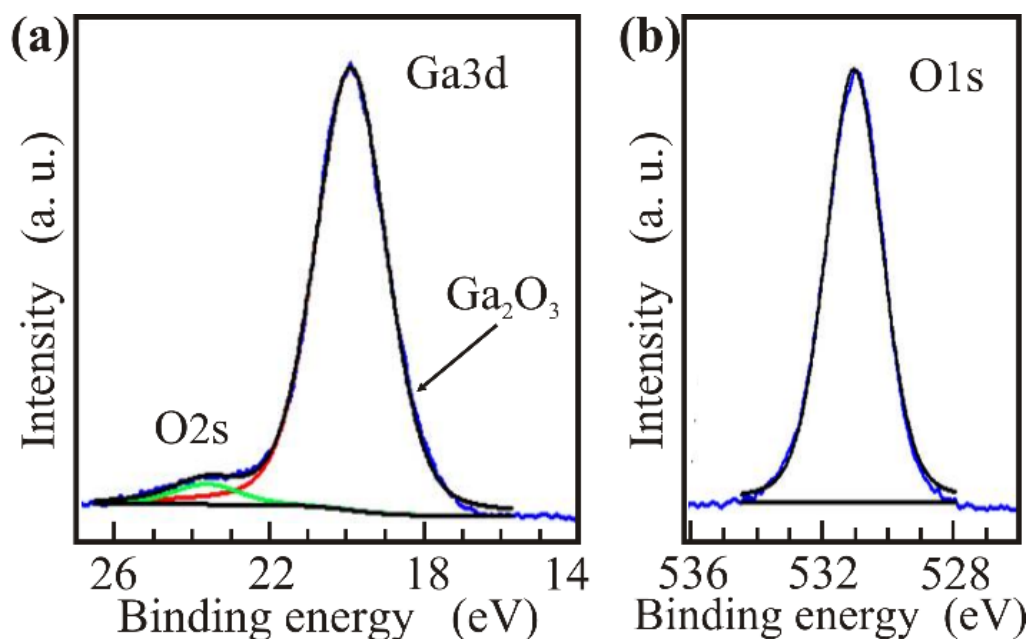 (a)
Ga3d
Ga₂O₃
O2s
Intensity (a. u.)
26 22 18 14
Binding energy (eV)
(b)
O1s
Intensity (a. u.)
536 532 528
Binding energy (eV)